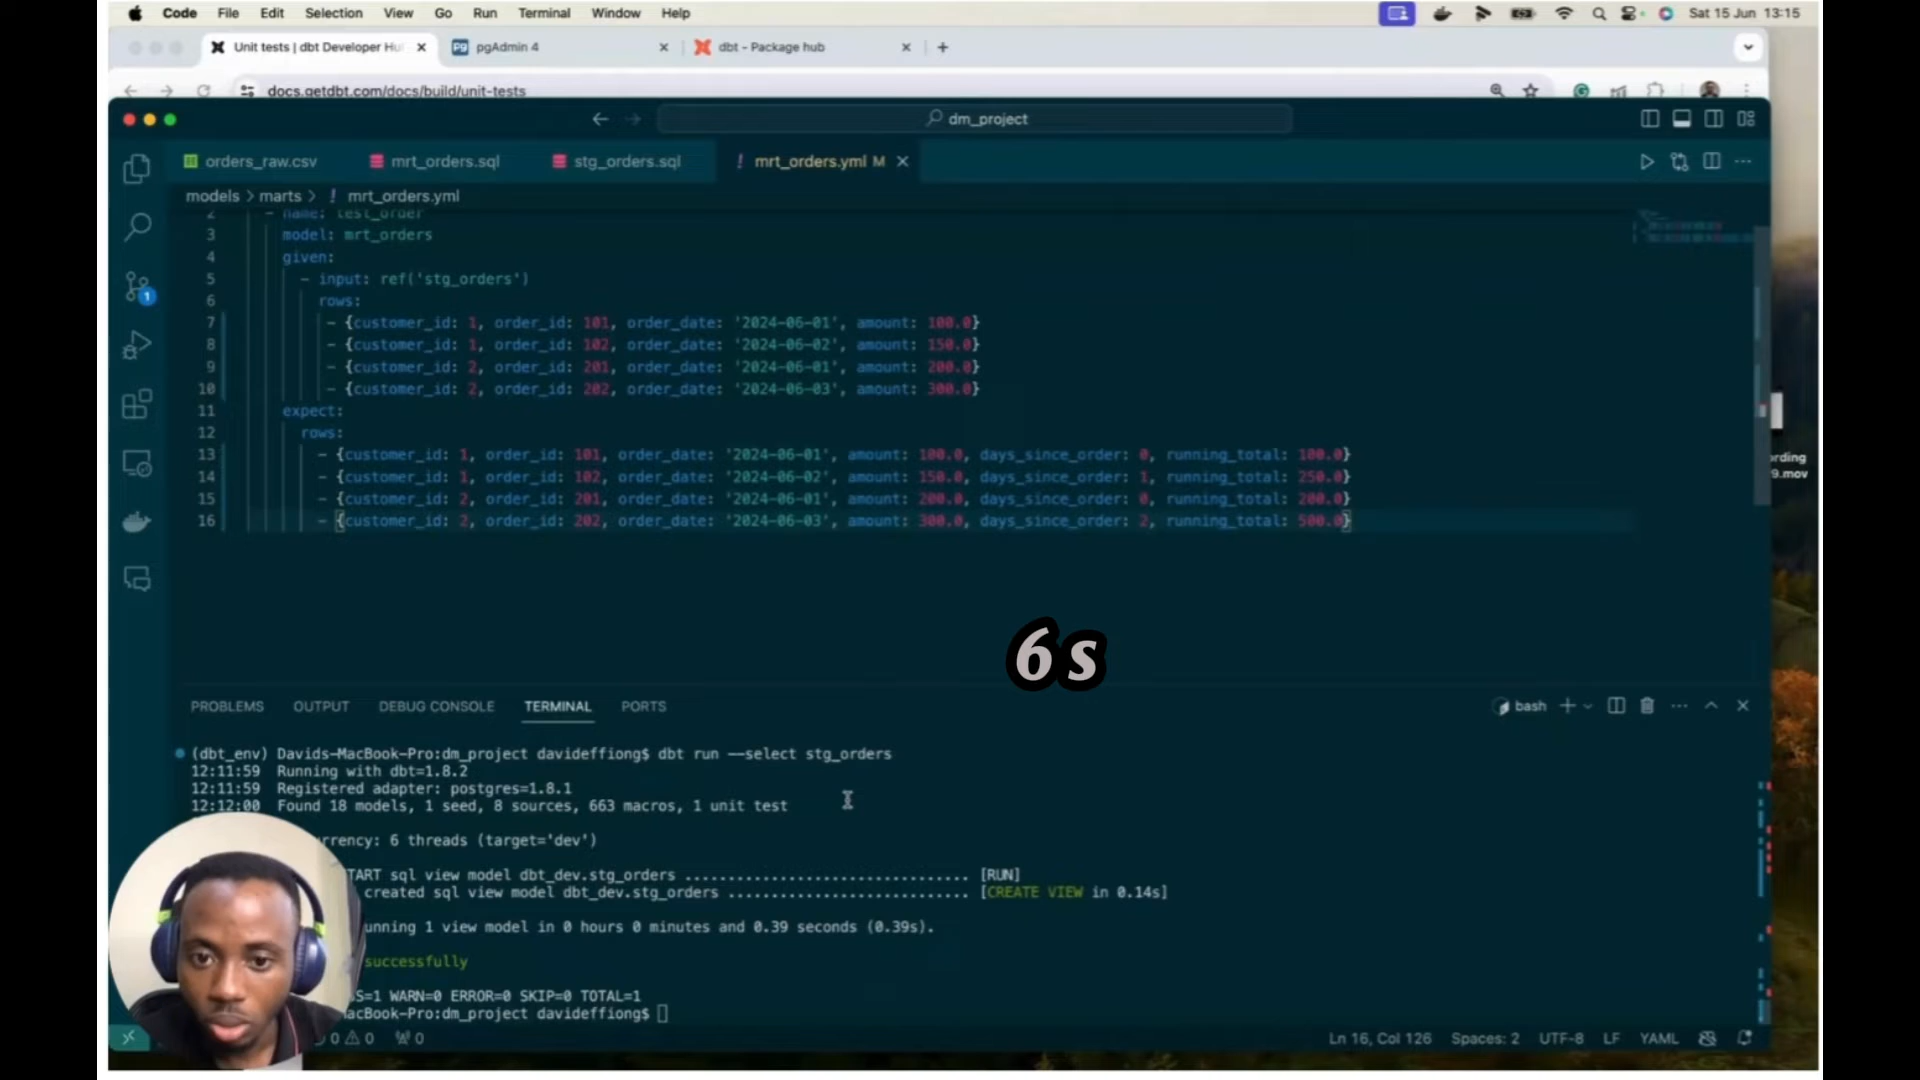 Code File Edit Selection View Go Run Terminal Window Help Sat 15 Jun 13:15
Unit tests | dbt Developer Hu
pgAdmin 4
dbt - Package hub
docs.getdbt.com/docs/build/unit-tests
dm_project
orders_raw.csv
mrt_orders.sql
stg_orders.sql
! mrt_orders.yml M
models > marts > ! mrt_orders.yml
2 - name: test_order
3 model: mrt_orders
4 given:
5 - input: ref('stg_orders')
6 rows:
7 - {customer_id: 1, order_id: 101, order_date: '2024-06-01', amount: 100.0}
8 - {customer_id: 1, order_id: 102, order_date: '2024-06-02', amount: 150.0}
9 - {customer_id: 2, order_id: 201, order_date: '2024-06-01', amount: 200.0}
10 - {customer_id: 2, order_id: 202, order_date: '2024-06-03', amount: 300.0}
11 expect:
12 rows:
13 - {customer_id: 1, order_id: 101, order_date: '2024-06-01', amount: 100.0, days_since_order: 0, running_total: 100.0}
14 - {customer_id: 1, order_id: 102, order_date: '2024-06-02', amount: 150.0, days_since_order: 1, running_total: 250.0}
15 - {customer_id: 2, order_id: 201, order_date: '2024-06-01', amount: 200.0, days_since_order: 0, running_total: 200.0}
16 - {customer_id: 2, order_id: 202, order_date: '2024-06-03', amount: 300.0, days_since_order: 2, running_total: 500.0}
1
rding
9.mov
6s
PROBLEMS OUTPUT DEBUG CONSOLE TERMINAL PORTS
bash
(dbt_env) Davids-MacBook-Pro:dm_project davideffiong$ dbt run --select stg_orders
12:11:59 Running with dbt=1.8.2
12:11:59 Registered adapter: postgres=1.8.1
12:12:00 Found 18 models, 1 seed, 8 sources, 663 macros, 1 unit test
rrency: 6 threads (target='dev')
TART sql view model dbt_dev.stg_orders ................................. [RUN]
created sql view model dbt_dev.stg_orders ............................ [CREATE VIEW in 0.14s]
unning 1 view model in 0 hours 0 minutes and 0.39 seconds (0.39s).
successfully
SS=1 WARN=0 ERROR=0 SKIP=0 TOTAL=1
acBook-Pro:dm_project davideffiong$
0 0 0
Ln 16, Col 126 Spaces: 2 UTF-8 LF YAML